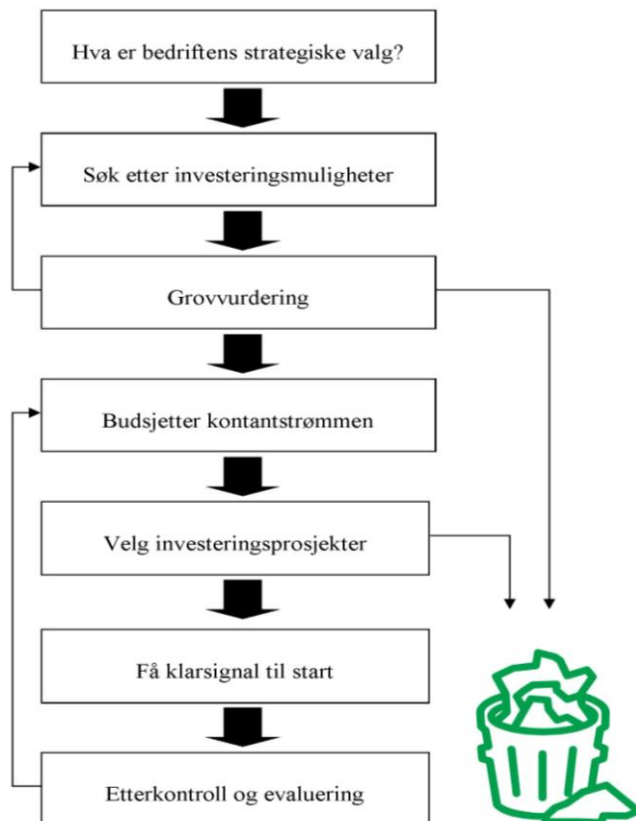 Hva er bedriftens strategiske valg?
Søk etter investeringsmuligheter
Grovvurdering
Budsjetter kontantstrømmen
Velg investeringsprosjekter
Få klarsignal til start
Etterkontroll og evaluering